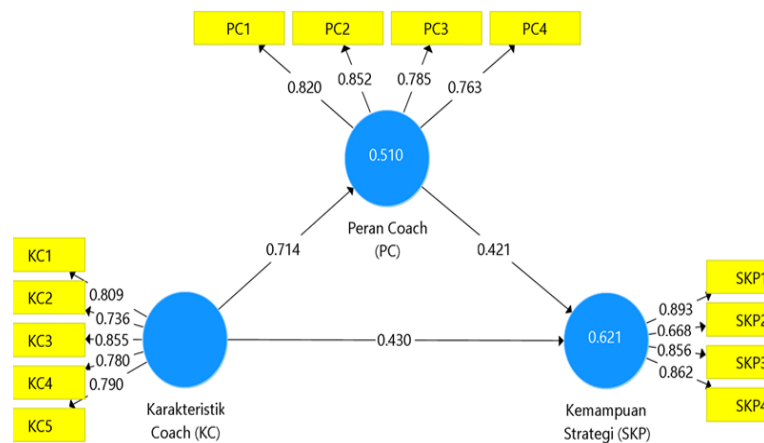 PC1
PC2
PC3
PC4
0.820
0.852
0.785
0.763
0.510
Peran Coach
(PC)
0.714
0.421
KC1
KC2
KC3
KC4
KC5
0.809
0.736
0.855
0.780
0.790
Karakteristik
Coach (KC)
0.430
0.621
Kemampuan
Strategi (SKP)
0.893
0.668
0.856
0.862
SKP1
SKP2
SKP3
SKP4